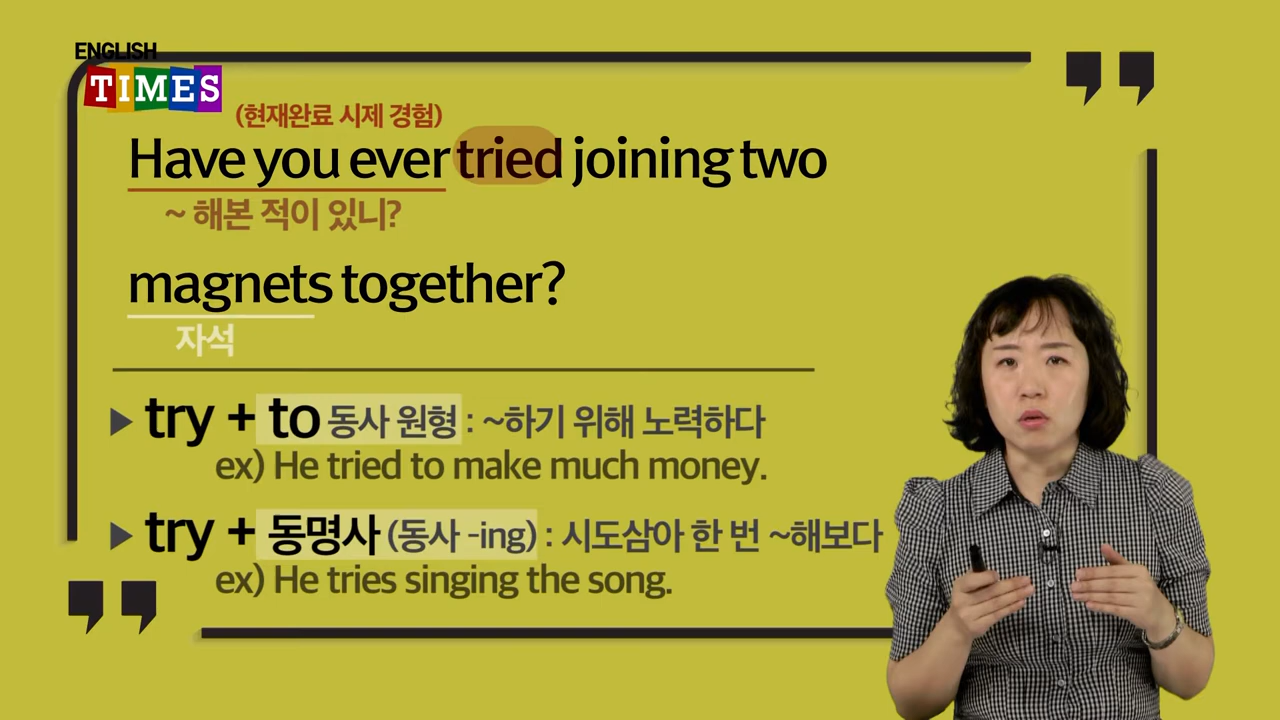 ENGLISH
TIMES
(현재완료 시제 경험)
Have you ever tried joining two
~ 해본 적이 있니?
magnets together?
자석
▶ try + to 동사 원형 : ~하기 위해 노력하다
ex) He tried to make much money.
▶ try + 동명사 (동사 -ing) : 시도삼아 한 번 ~해보다
ex) He tries singing the song.